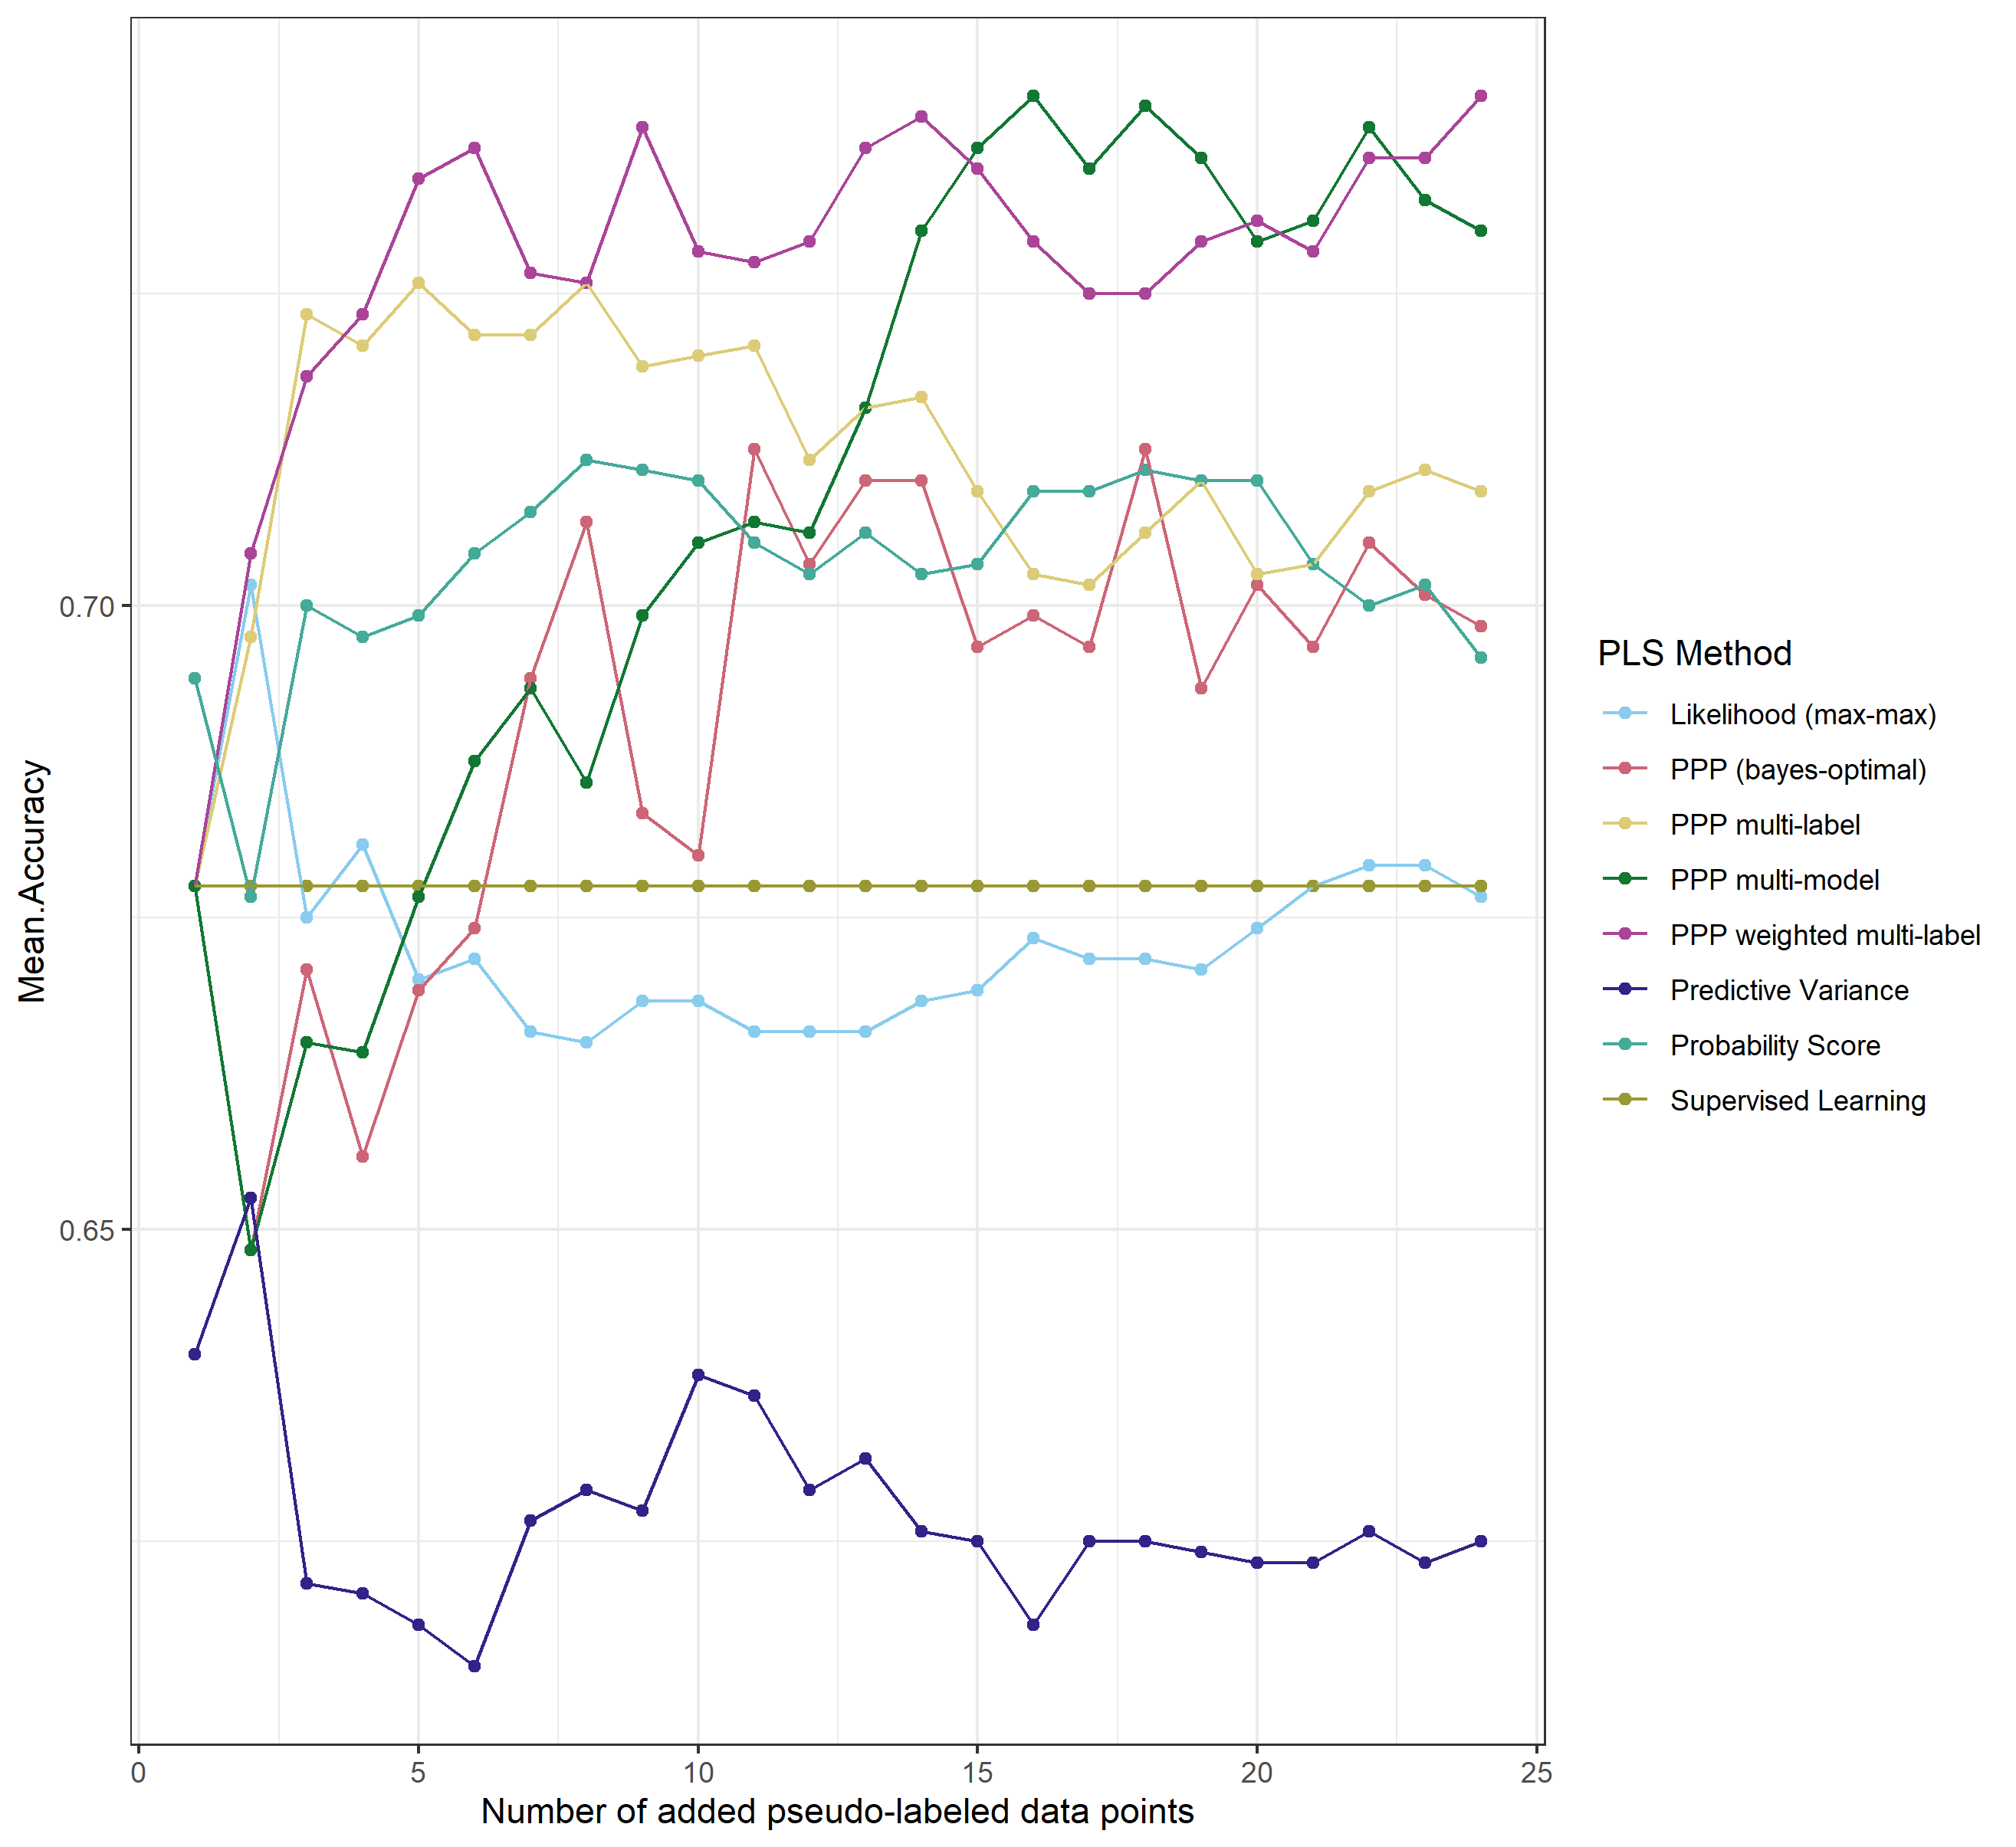 Mean.Accuracy
0.70
0.65
0 5 10 15 20 25
Number of added pseudo-labeled data points
PLS Method
Likelihood (max-max)
PPP (bayes-optimal)
PPP multi-label
PPP multi-model
PPP weighted multi-label
Predictive Variance
Probability Score
Supervised Learning